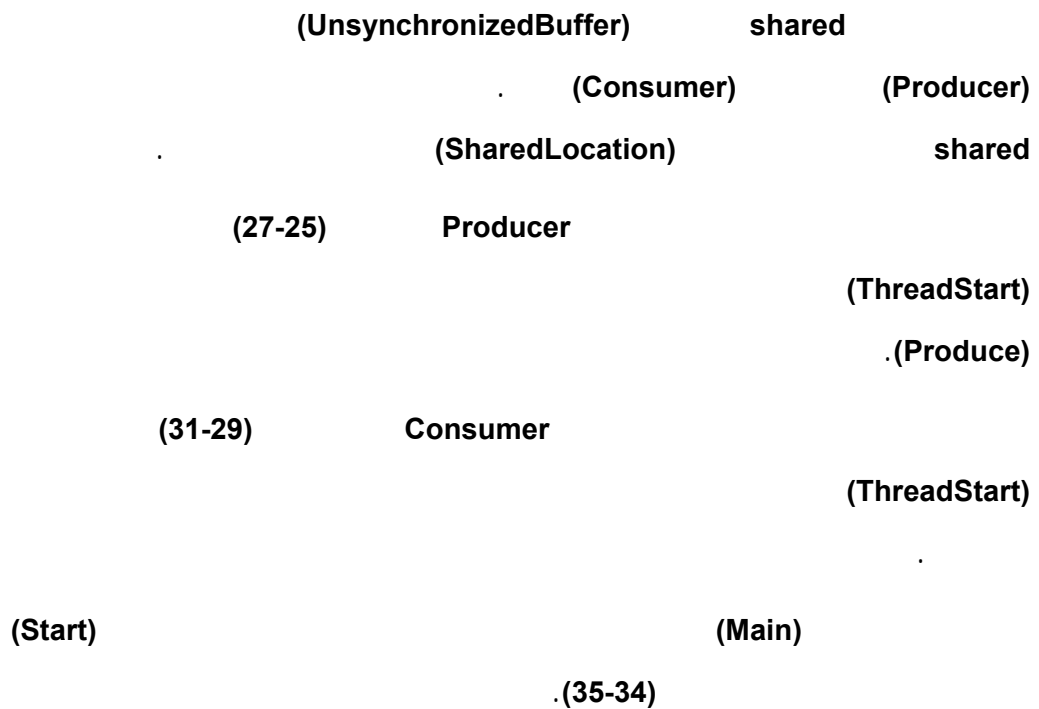 shared (UnsynchronizedBuffer)
(Producer) (Consumer) .
shared (SharedLocation) .
Producer (27-25)
(ThreadStart)
(Produce).
Consumer (31-29)
(ThreadStart)
.
(Main) (Start)
(35-34).